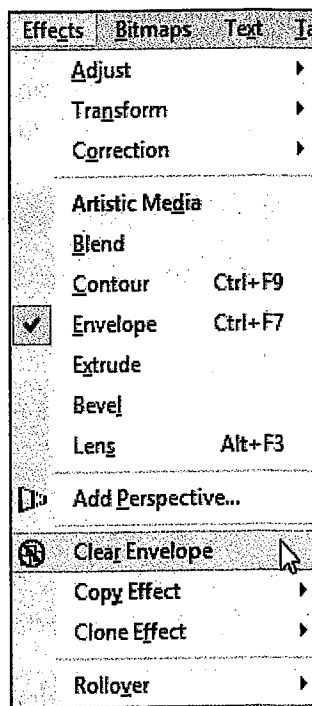 Effects Bitmaps Text Ta
Adjust
Transform
Correction
Artistic Media
Blend
Contour Ctrl+F9
Envelope Ctrl+F7
Extrude
Bevel
Lens Alt+F3
Add Perspective...
Clear Envelope
Copy Effect
Clone Effect
Rollover